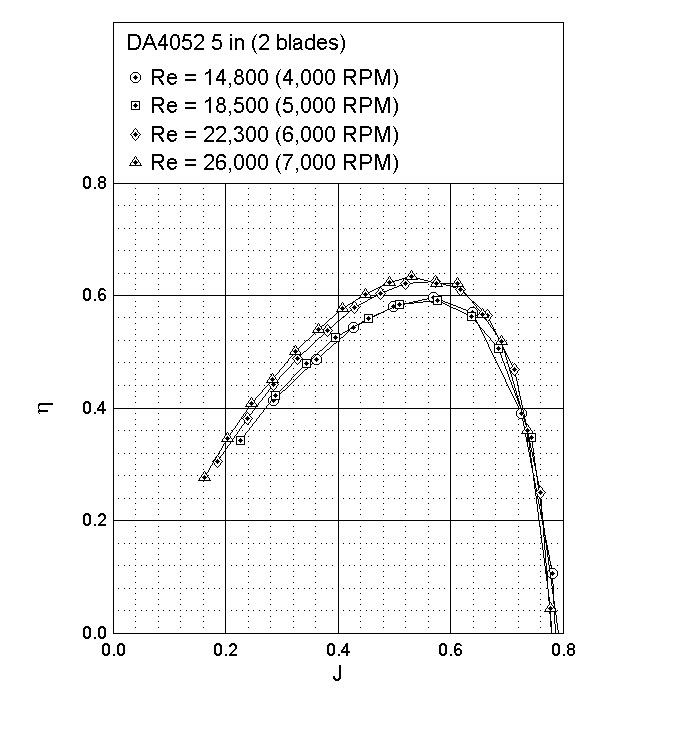 DA4052 5 in (2 blades)
Re = 14,800 (4,000 RPM)
Re = 18,500 (5,000 RPM)
Re = 22,300 (6,000 RPM)
Re = 26,000 (7,000 RPM)
0.8
0.6
0.4
η
0.2
0.0
0.0 0.2 0.4 0.6 0.8
J